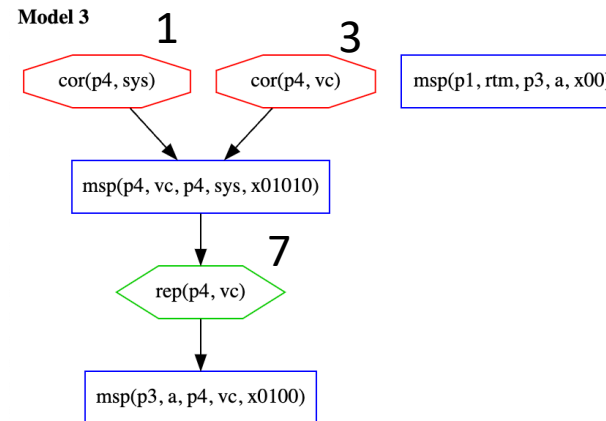 Model 3
1
3
cor(p4, sys)
cor(p4, vc)
msp(p1, rtm, p3, a, x00)
msp(p4, vc, p4, sys, x01010)
7
rep(p4, vc)
msp(p3, a, p4, vc, x0100)